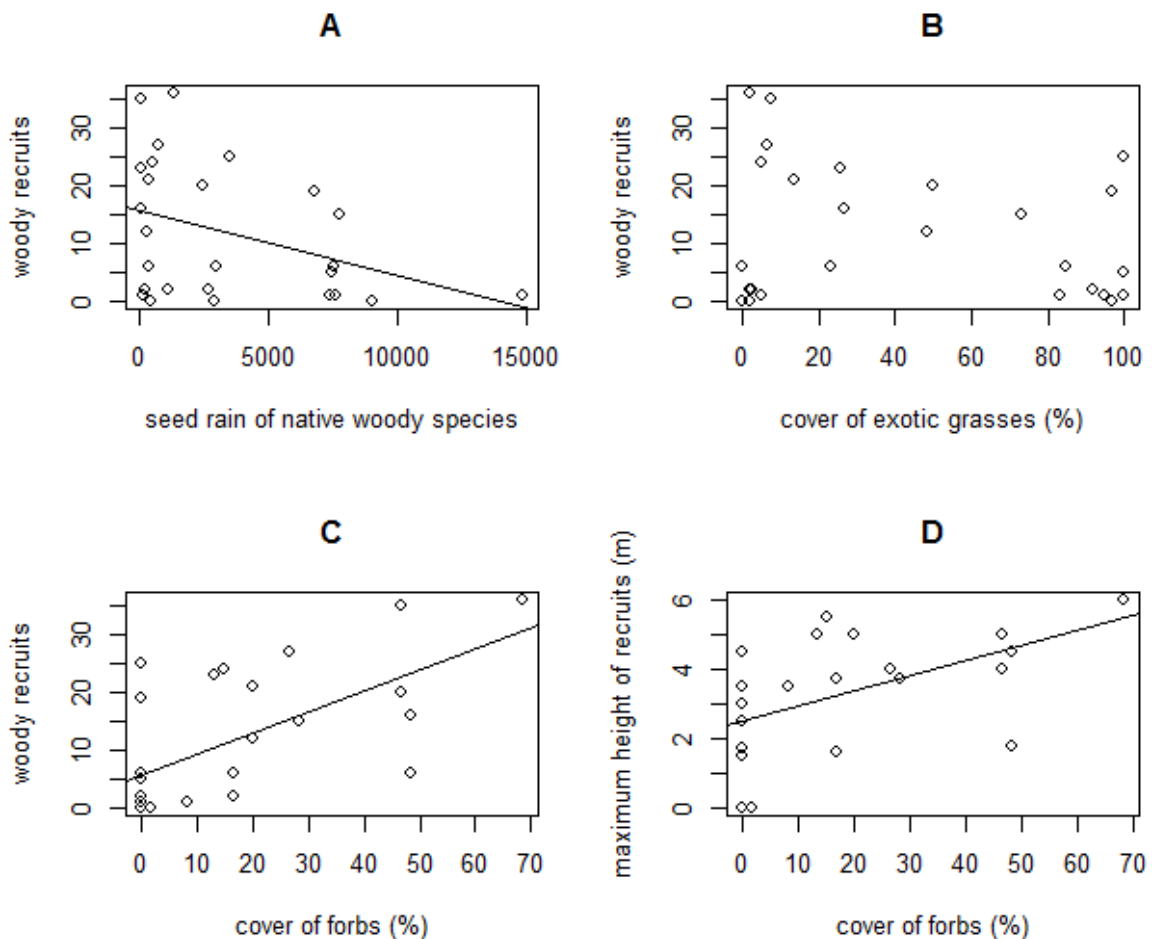 A
woody recruits
0 10 20 30
0 5000 10000 15000
seed rain of native woody species
B
woody recruits
0 10 20 30
0 20 40 60 80 100
cover of exotic grasses (%)
C
woody recruits
0 10 20 30
0 10 20 30 40 50 60 70
cover of forbs (%)
D
maximum height of recruits (m)
0 2 4 6
0 10 20 30 40 50 60 70
cover of forbs (%)